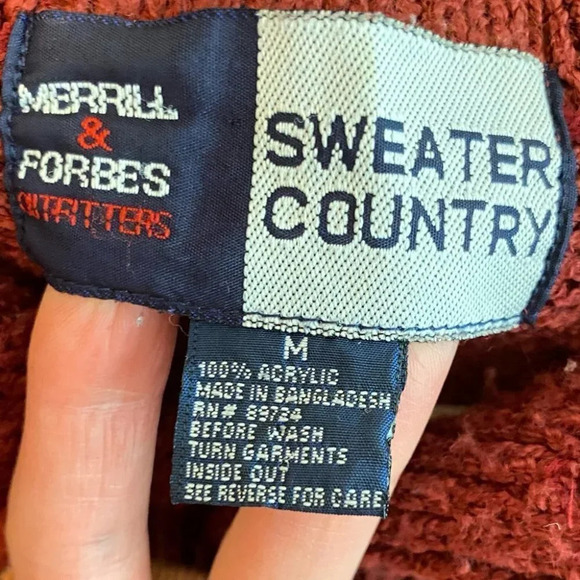 MERRILL
&
FORBES
OUTFITTERS
SWEATER
COUNTRY
M
100% ACRYLIC
MADE IN BANGLADESH
RN# 89734
BEFORE WASH
TURN GARMENTS
INSIDE OUT
SEE REVERSE FOR CARE